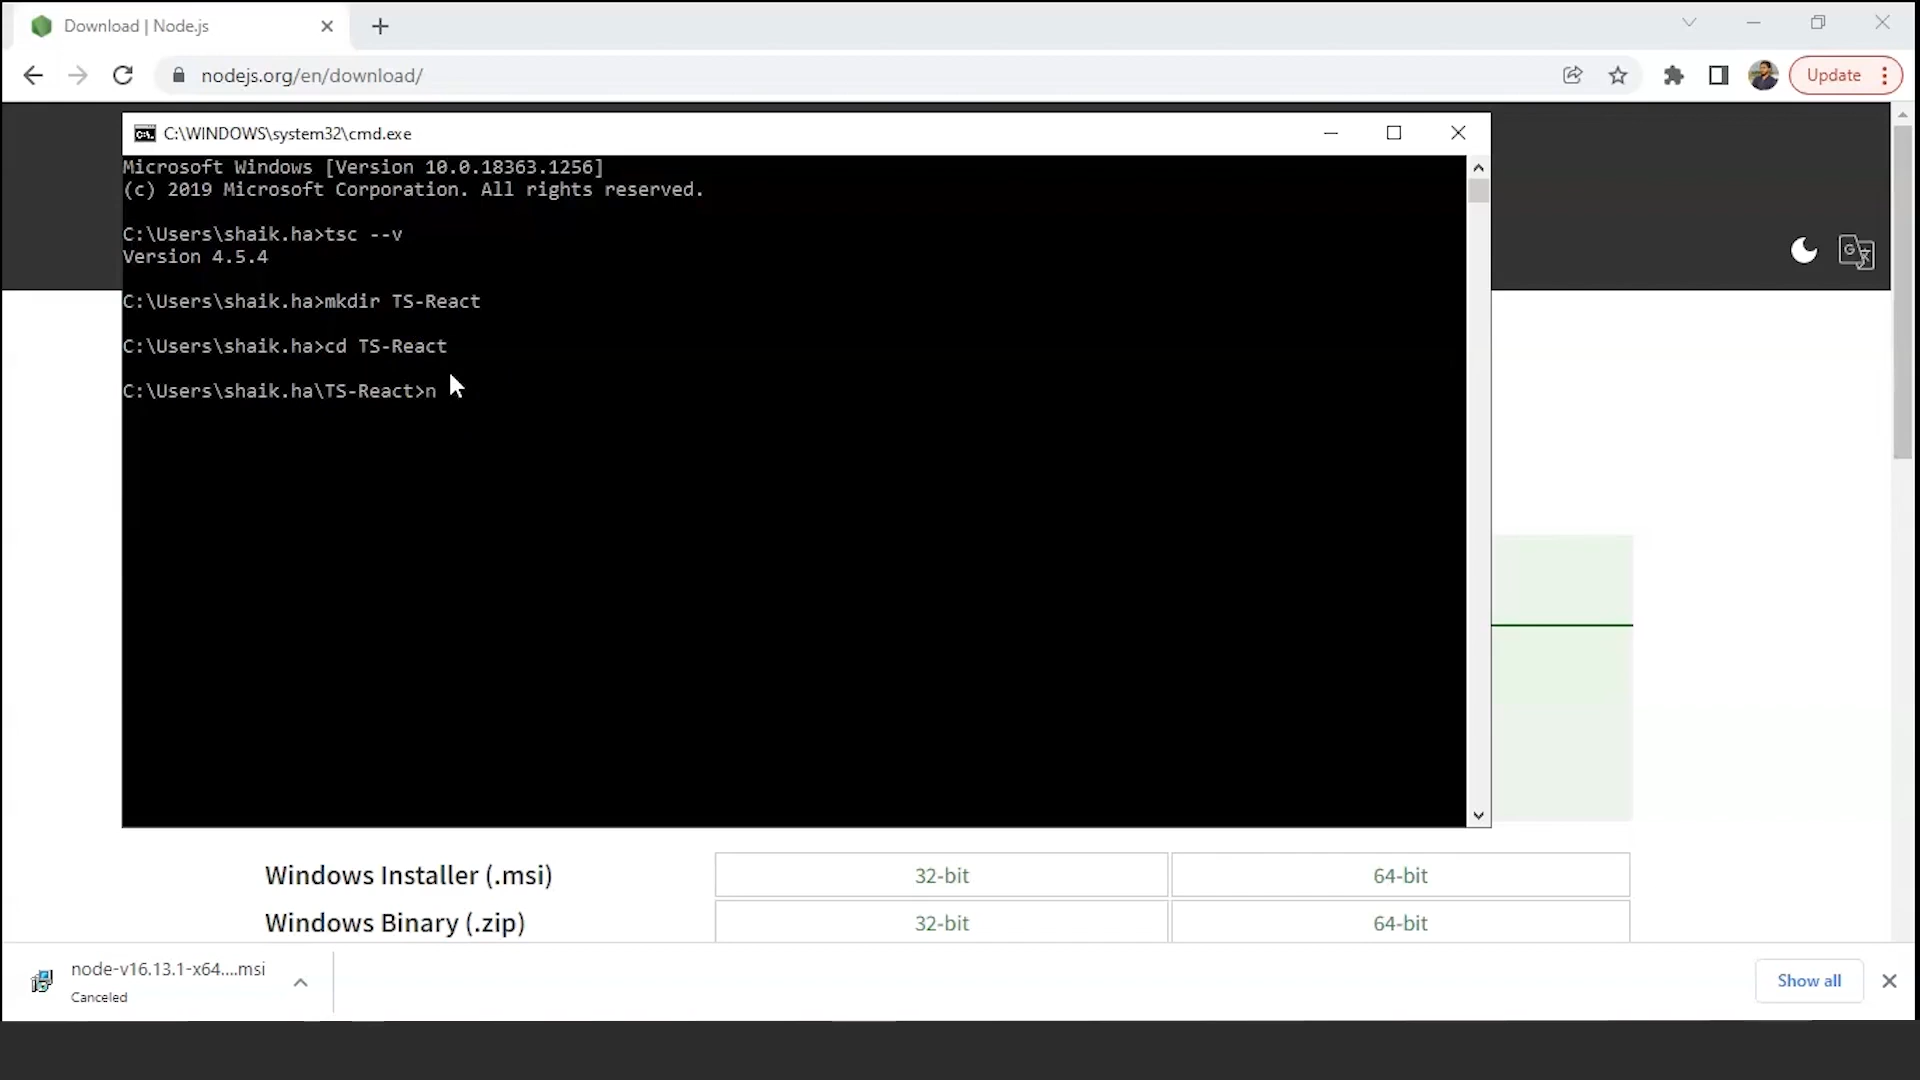 Download | Node.js
nodejs.org/en/download/
Update
C:\WINDOWS\system32\cmd.exe
Microsoft Windows [Version 10.0.18363.1256]
(c) 2019 Microsoft Corporation. All rights reserved.
C:\Users\shaik.ha>tsc --v
Version 4.5.4
C:\Users\shaik.ha>mkdir TS-React
C:\Users\shaik.ha>cd TS-React
C:\Users\shaik.ha\TS-React>n
Windows Installer (.msi) 32-bit 64-bit
Windows Binary (.zip) 32-bit 64-bit
node-v16.13.1-x64....msi
Canceled
Show all